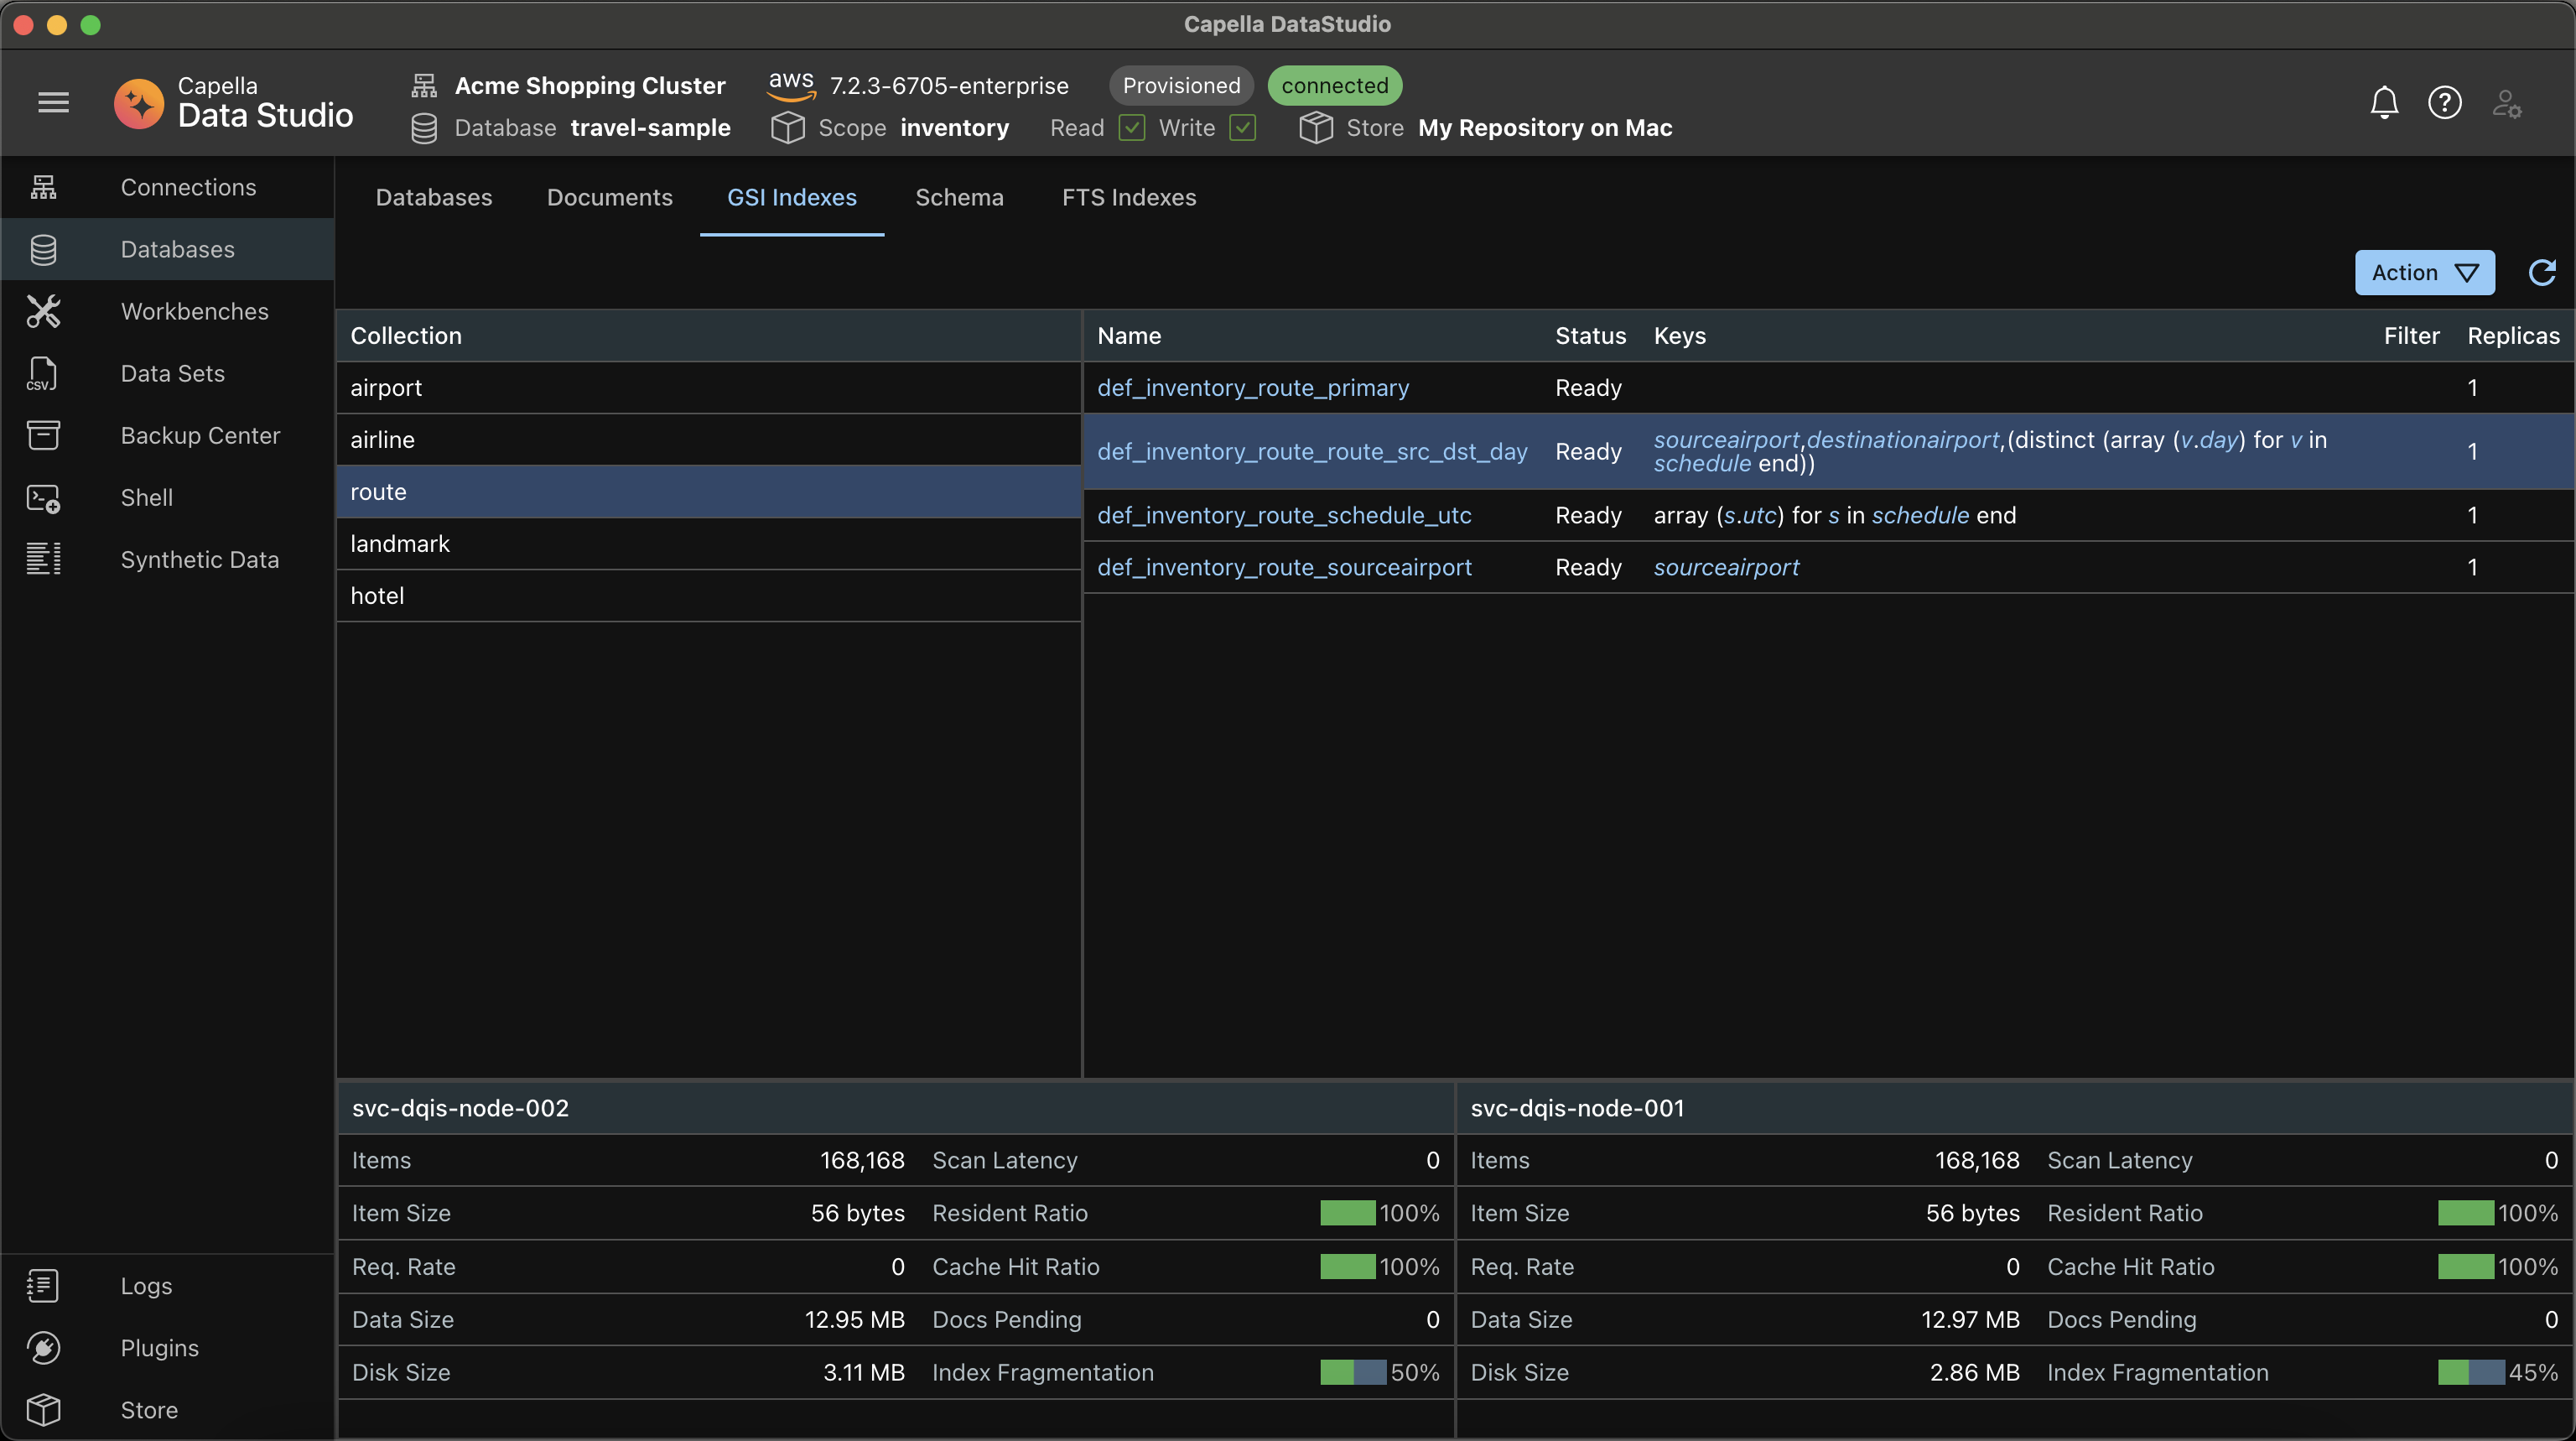 Capella DataStudio
Capella
Data Studio
Acme Shopping Cluster
aws 7.2.3-6705-enterprise
Provisioned
connected
Database travel-sample
Scope inventory
Read Write
Store My Repository on Mac
Connections
Databases
Workbenches
CSV
Data Sets
Backup Center
Shell
Synthetic Data
Logs
Plugins
Store
Databases Documents GSI Indexes Schema FTS Indexes
Action
Collection
airport
airline
route
landmark
hotel
Name Status Keys Filter Replicas
def_inventory_route_primary Ready 1
def_inventory_route_route_src_dst_day Ready sourceairport,destinationairport,(distinct (array (v.day) for v in
schedule end)) 1
def_inventory_route_schedule_utc Ready array (s.utc) for s in schedule end 1
def_inventory_route_sourceairport Ready sourceairport 1
svc-dqis-node-002
Items 168,168 Scan Latency 0
Item Size 56 bytes Resident Ratio 100%
Req. Rate 0 Cache Hit Ratio 100%
Data Size 12.95 MB Docs Pending 0
Disk Size 3.11 MB Index Fragmentation 50%
svc-dqis-node-001
Items 168,168 Scan Latency 0
Item Size 56 bytes Resident Ratio 100%
Req. Rate 0 Cache Hit Ratio 100%
Data Size 12.97 MB Docs Pending 0
Disk Size 2.86 MB Index Fragmentation 45%